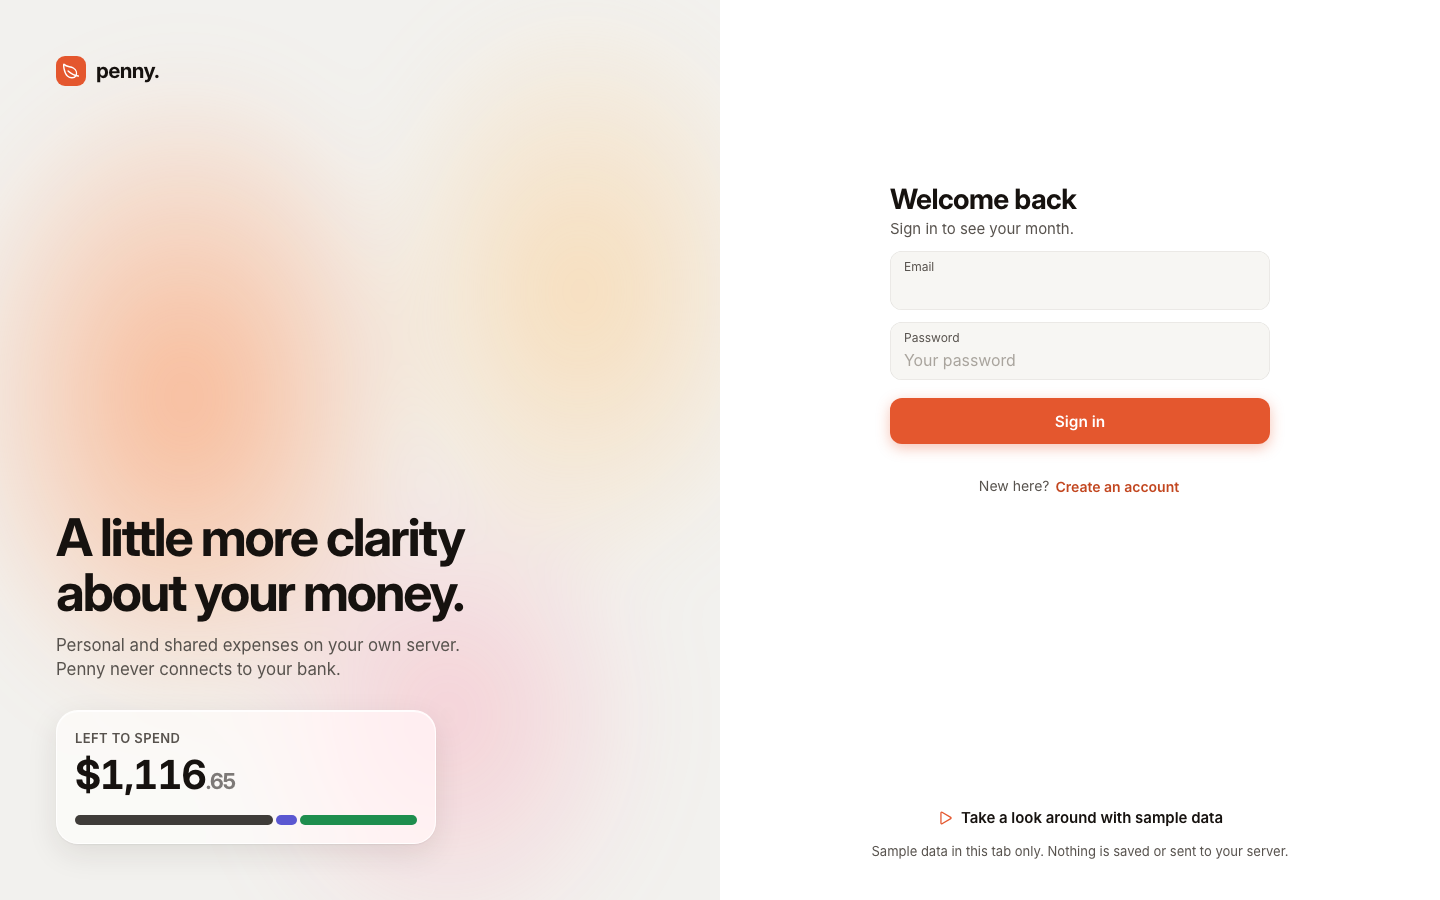 penny.
A little more clarity
about your money.
Personal and shared expenses on your own server.
Penny never connects to your bank.
LEFT TO SPEND
$1,116.65
Welcome back
Sign in to see your month.
Email
Password
Your password
Sign in
New here? Create an account
Take a look around with sample data
Sample data in this tab only. Nothing is saved or sent to your server.